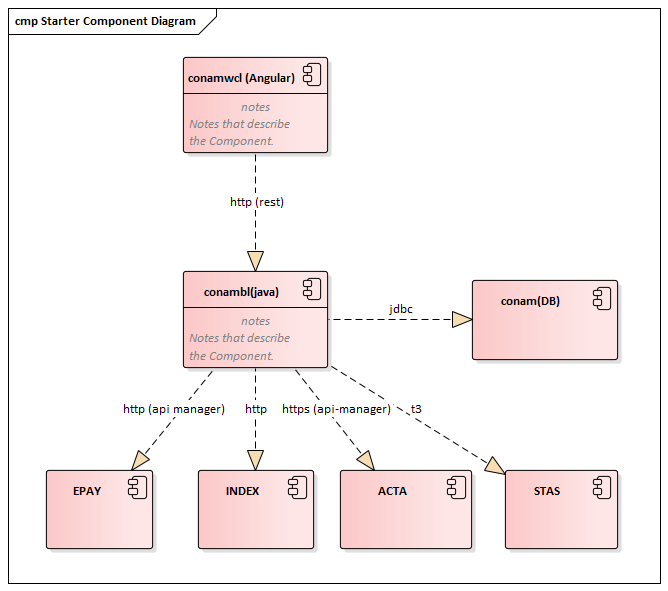 cmp Starter Component Diagram
conamwcl (Angular)
notes
Notes that describe
the Component.
http (rest)
conambl(java)
notes
Notes that describe
the Component.
jdbc
conam(DB)
http (api manager)
http
https (api-manager)
t3
EPAY
INDEX
ACTA
STAS